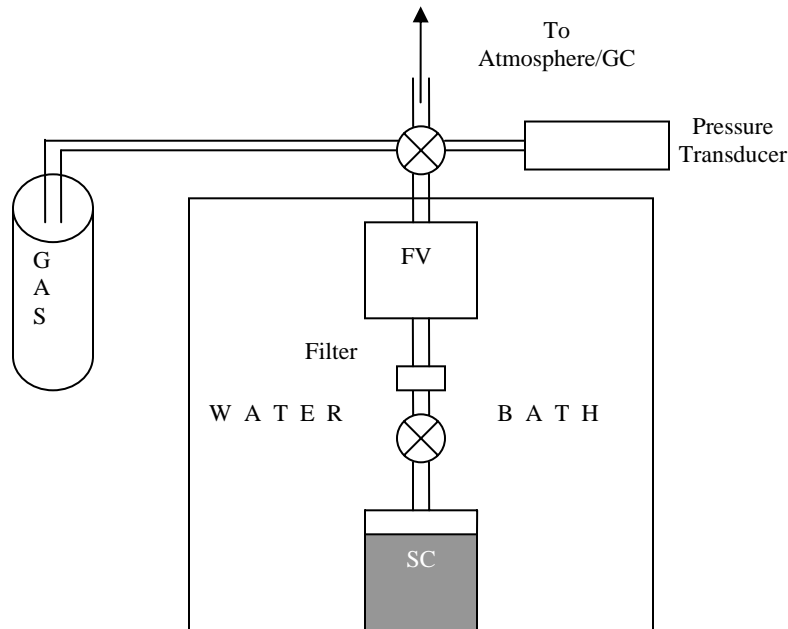 To
Atmosphere/GC
Pressure
Transducer
G
A
S
FV
Filter
W A T E R B A T H
SC